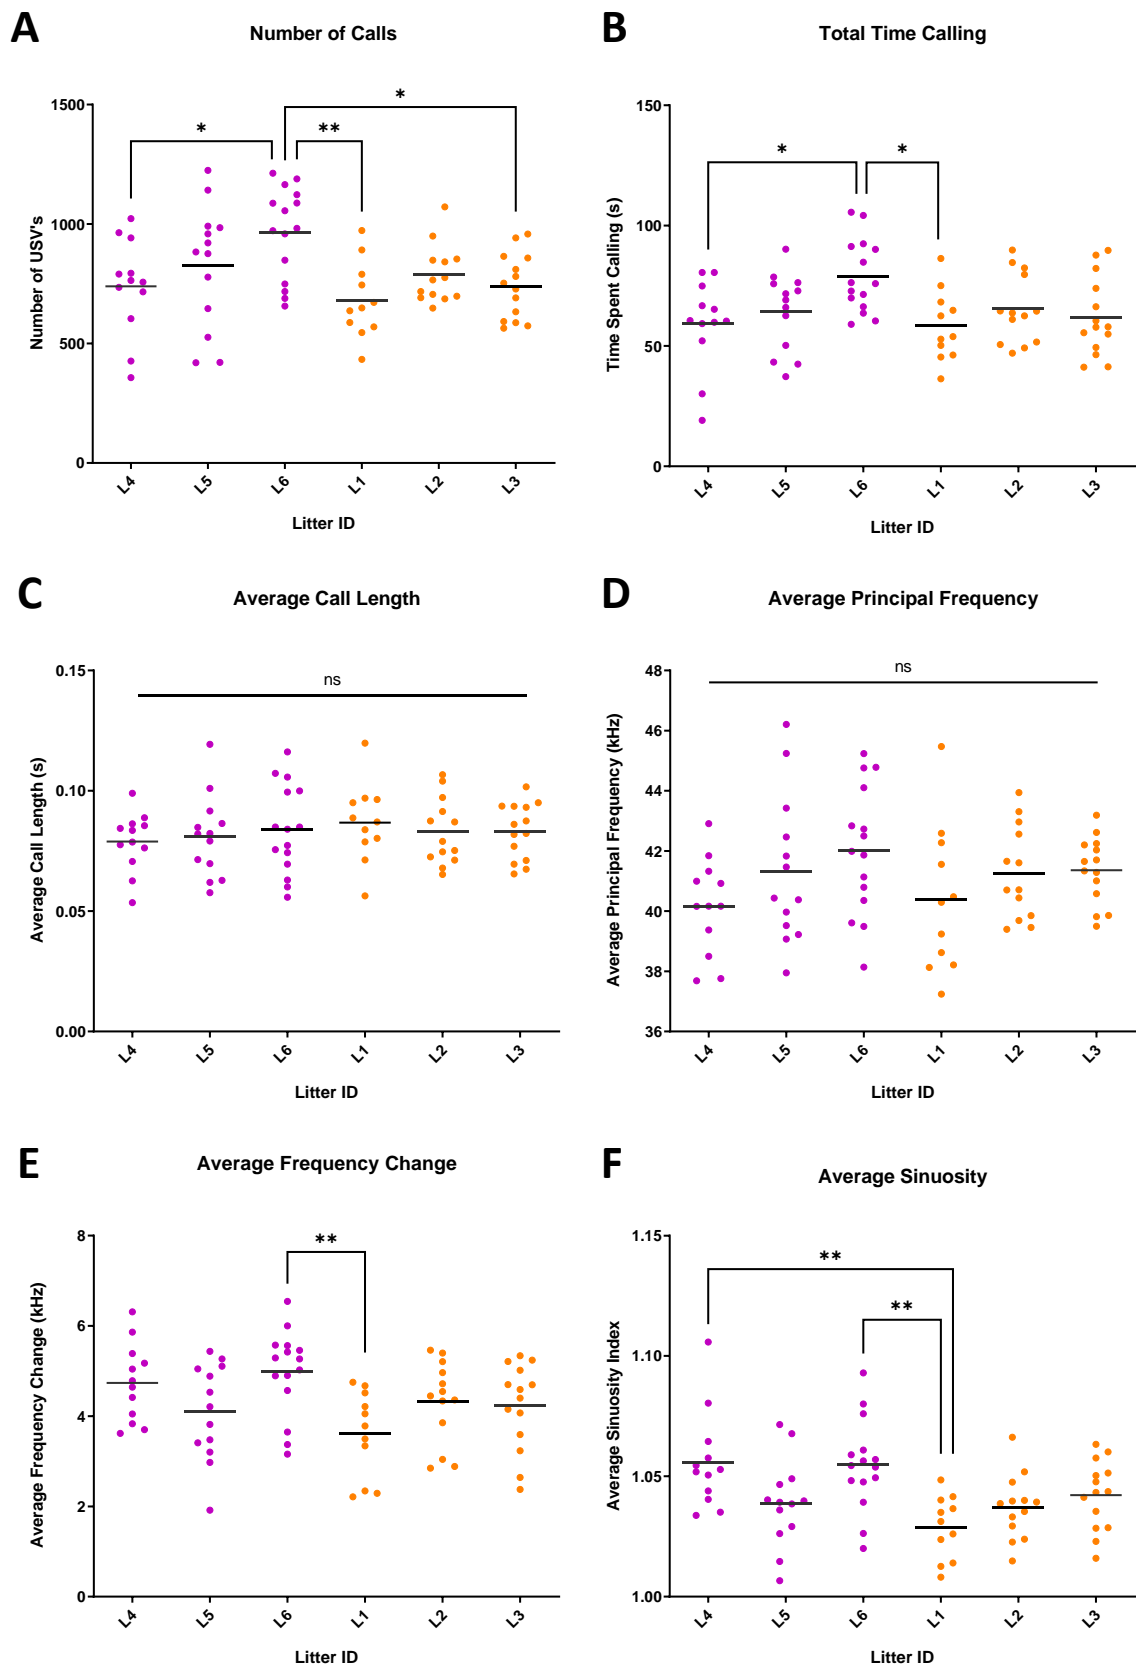 A
Number of Calls
Number of USV's
1500
1000
500
0
*
**
*
L4
L5
L6
L1
L2
L3
Litter ID
B
Total Time Calling
Time Spent Calling (s)
150
100
50
0
*
*
L4
L5
L6
L1
L2
L3
Litter ID
C
Average Call Length
Average Call Length (s)
0.15
0.10
0.05
0.00
ns
L4
L5
L6
L1
L2
L3
Litter ID
D
Average Principal Frequency
Average Principal Frequency (kHz)
48
46
44
42
40
38
36
ns
L4
L5
L6
L1
L2
L3
Litter ID
E
Average Frequency Change
Average Frequency Change (kHz)
8
6
4
2
0
**
L4
L5
L6
L1
L2
L3
Litter ID
F
Average Sinuosity
Average Sinuosity Index
1.15
1.10
1.05
1.00
**
**
L4
L5
L6
L1
L2
L3
Litter ID